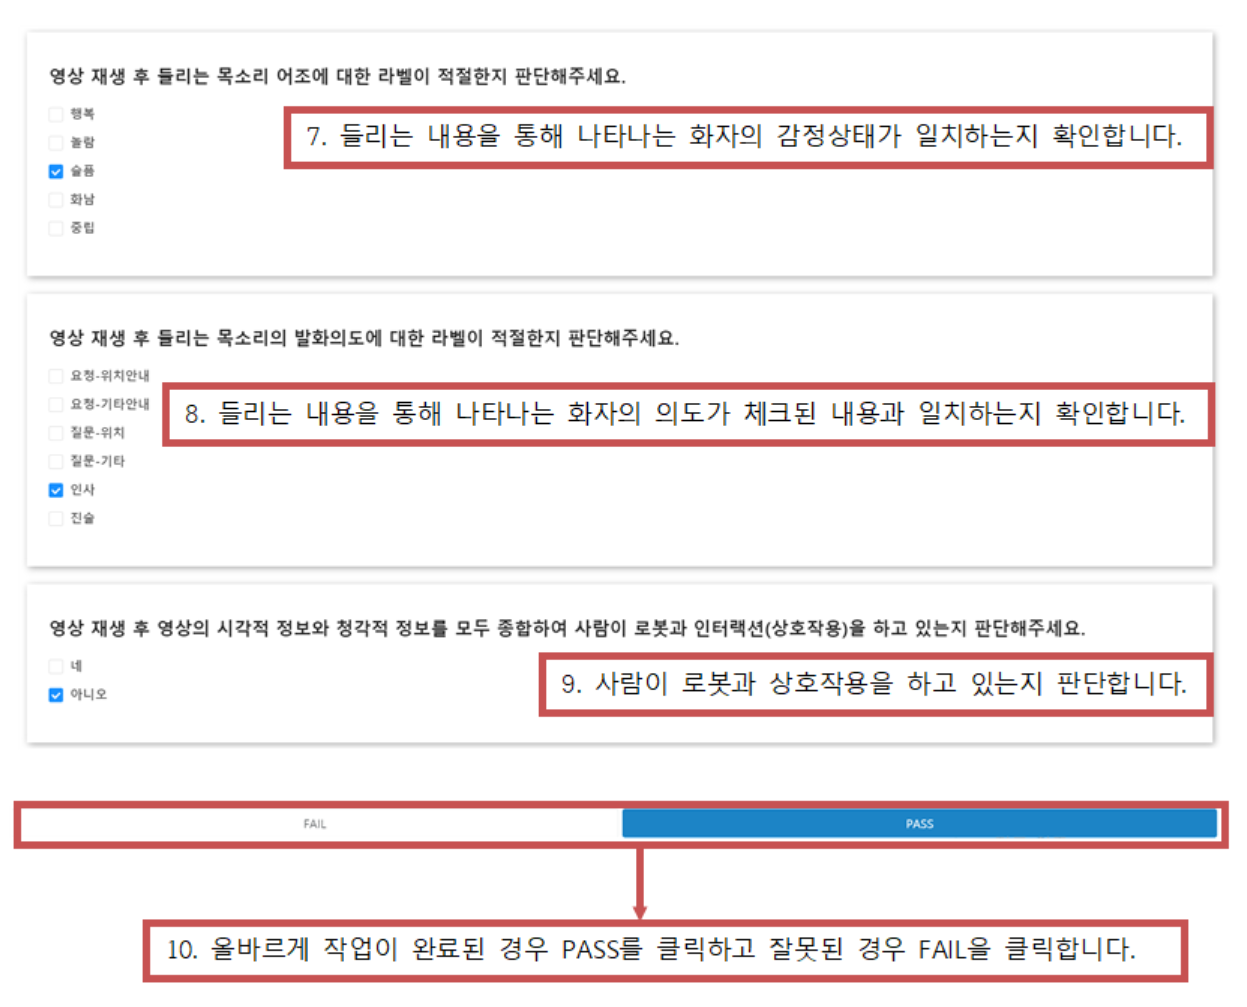 영상 재생 후 들리는 목소리 어조에 대한 라벨이 적절한지 판단해주세요.
행복
놀람
슬픔
화남
중립
7. 들리는 내용을 통해 나타나는 화자의 감정상태가 일치하는지 확인합니다.
영상 재생 후 들리는 목소리의 발화의도에 대한 라벨이 적절한지 판단해주세요.
요청-위치안내
요청-기타안내
질문-위치
질문-기타
인사
진술
8. 들리는 내용을 통해 나타나는 화자의 의도가 체크된 내용과 일치하는지 확인합니다.
영상 재생 후 영상의 시각적 정보와 청각적 정보를 모두 종합하여 사람이 로봇과 인터랙션(상호작용)을 하고 있는지 판단해주세요.
네
아니오
9. 사람이 로봇과 상호작용을 하고 있는지 판단합니다.
FAIL
PASS
10. 올바르게 작업이 완료된 경우 PASS를 클릭하고 잘못된 경우 FAIL을 클릭합니다.